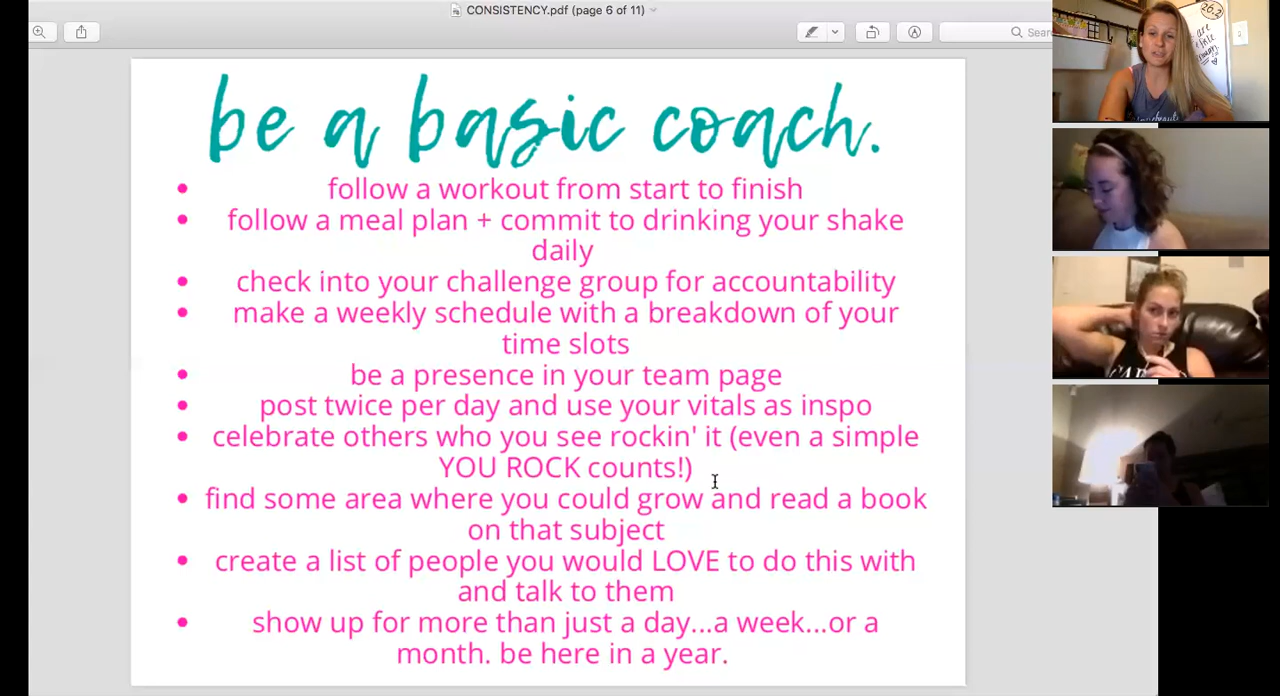 CONSISTENCY.pdf (page 6 of 11)
Sear
be a basic coach.
follow a workout from start to finish
follow a meal plan + commit to drinking your shake
daily
check into your challenge group for accountability
make a weekly schedule with a breakdown of your
time slots
be a presence in your team page
post twice per day and use your vitals as inspo
celebrate others who you see rockin' it (even a simple
YOU ROCK counts!)
find some area where you could grow and read a book
on that subject
create a list of people you would LOVE to do this with
and talk to them
show up for more than just a day...a week...or a
month. be here in a year.
26.2
are